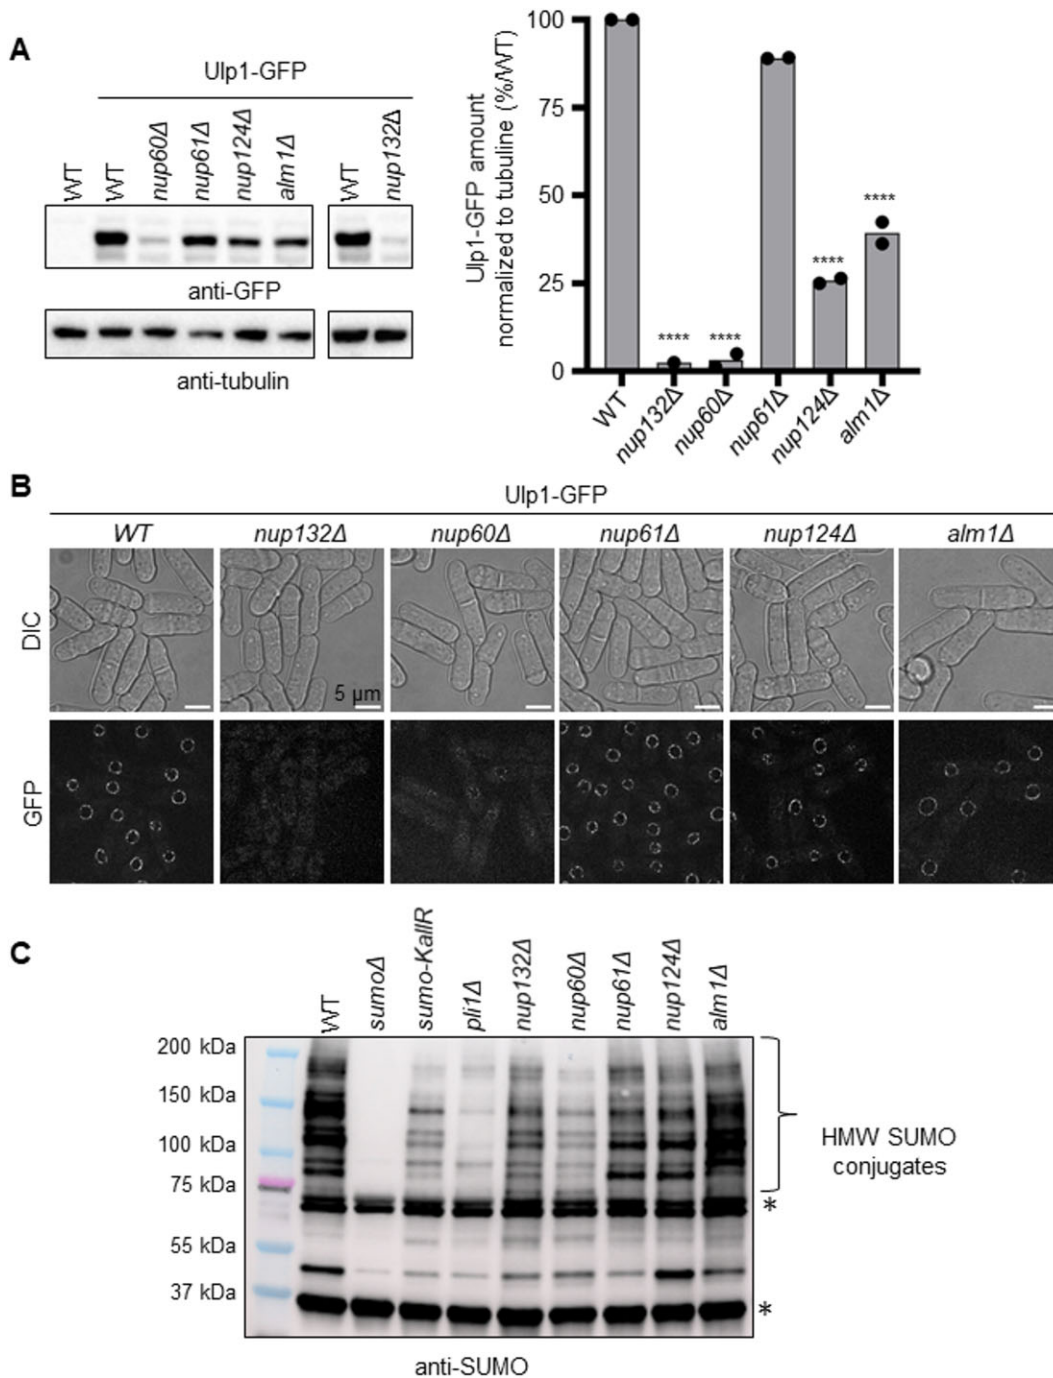 A
Ulp1-GFP
WT
WT
nup60Δ
nup61Δ
nup124Δ
alm1Δ
WT
nup132Δ
anti-GFP
anti-tubulin
Ulp1-GFP amount
normalized to tubuline (%/WT)
100
75
50
25
0
****
****
****
****
WT
nup132Δ
nup60Δ
nup61Δ
nup124Δ
alm1Δ
B
Ulp1-GFP
WT
nup132Δ
nup60Δ
nup61Δ
nup124Δ
alm1Δ
DIC
5 µm
GFP
C
WT
sumoΔ
sumo-KallR
pli1Δ
nup132Δ
nup60Δ
nup61Δ
nup124Δ
alm1Δ
200 kDa
150 kDa
100 kDa
75 kDa
55 kDa
37 kDa
HMW SUMO
conjugates
*
*
anti-SUMO